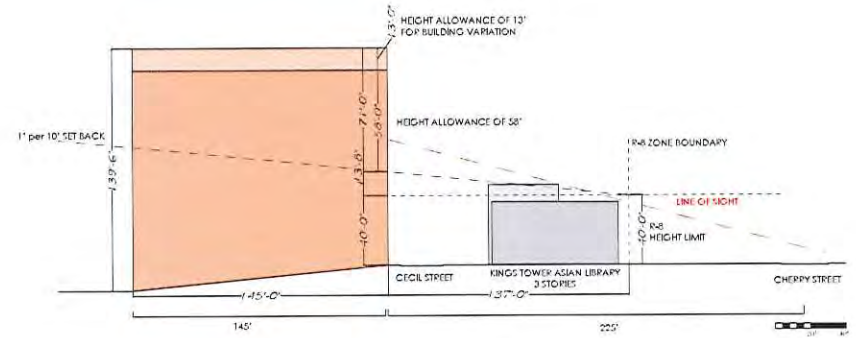 13'-0"
HEIGHT ALLOWANCE OF 13'
FOR BUILDING VARIATION
71'-0"
58'-0"
HEIGHT ALLOWANCE OF 58'
1' per 10' SET BACK
139'-6"
13'-8"
R-8 ZONE BOUNDARY
LINE OF SIGHT
40'-0"
40'-0"
R-8
HEIGHT LIMIT
CECIL STREET
KINGS TOWER ASIAN LIBRARY
3 STORIES
CHERRY STREET
145'-0"
137'-0"
145'
225'